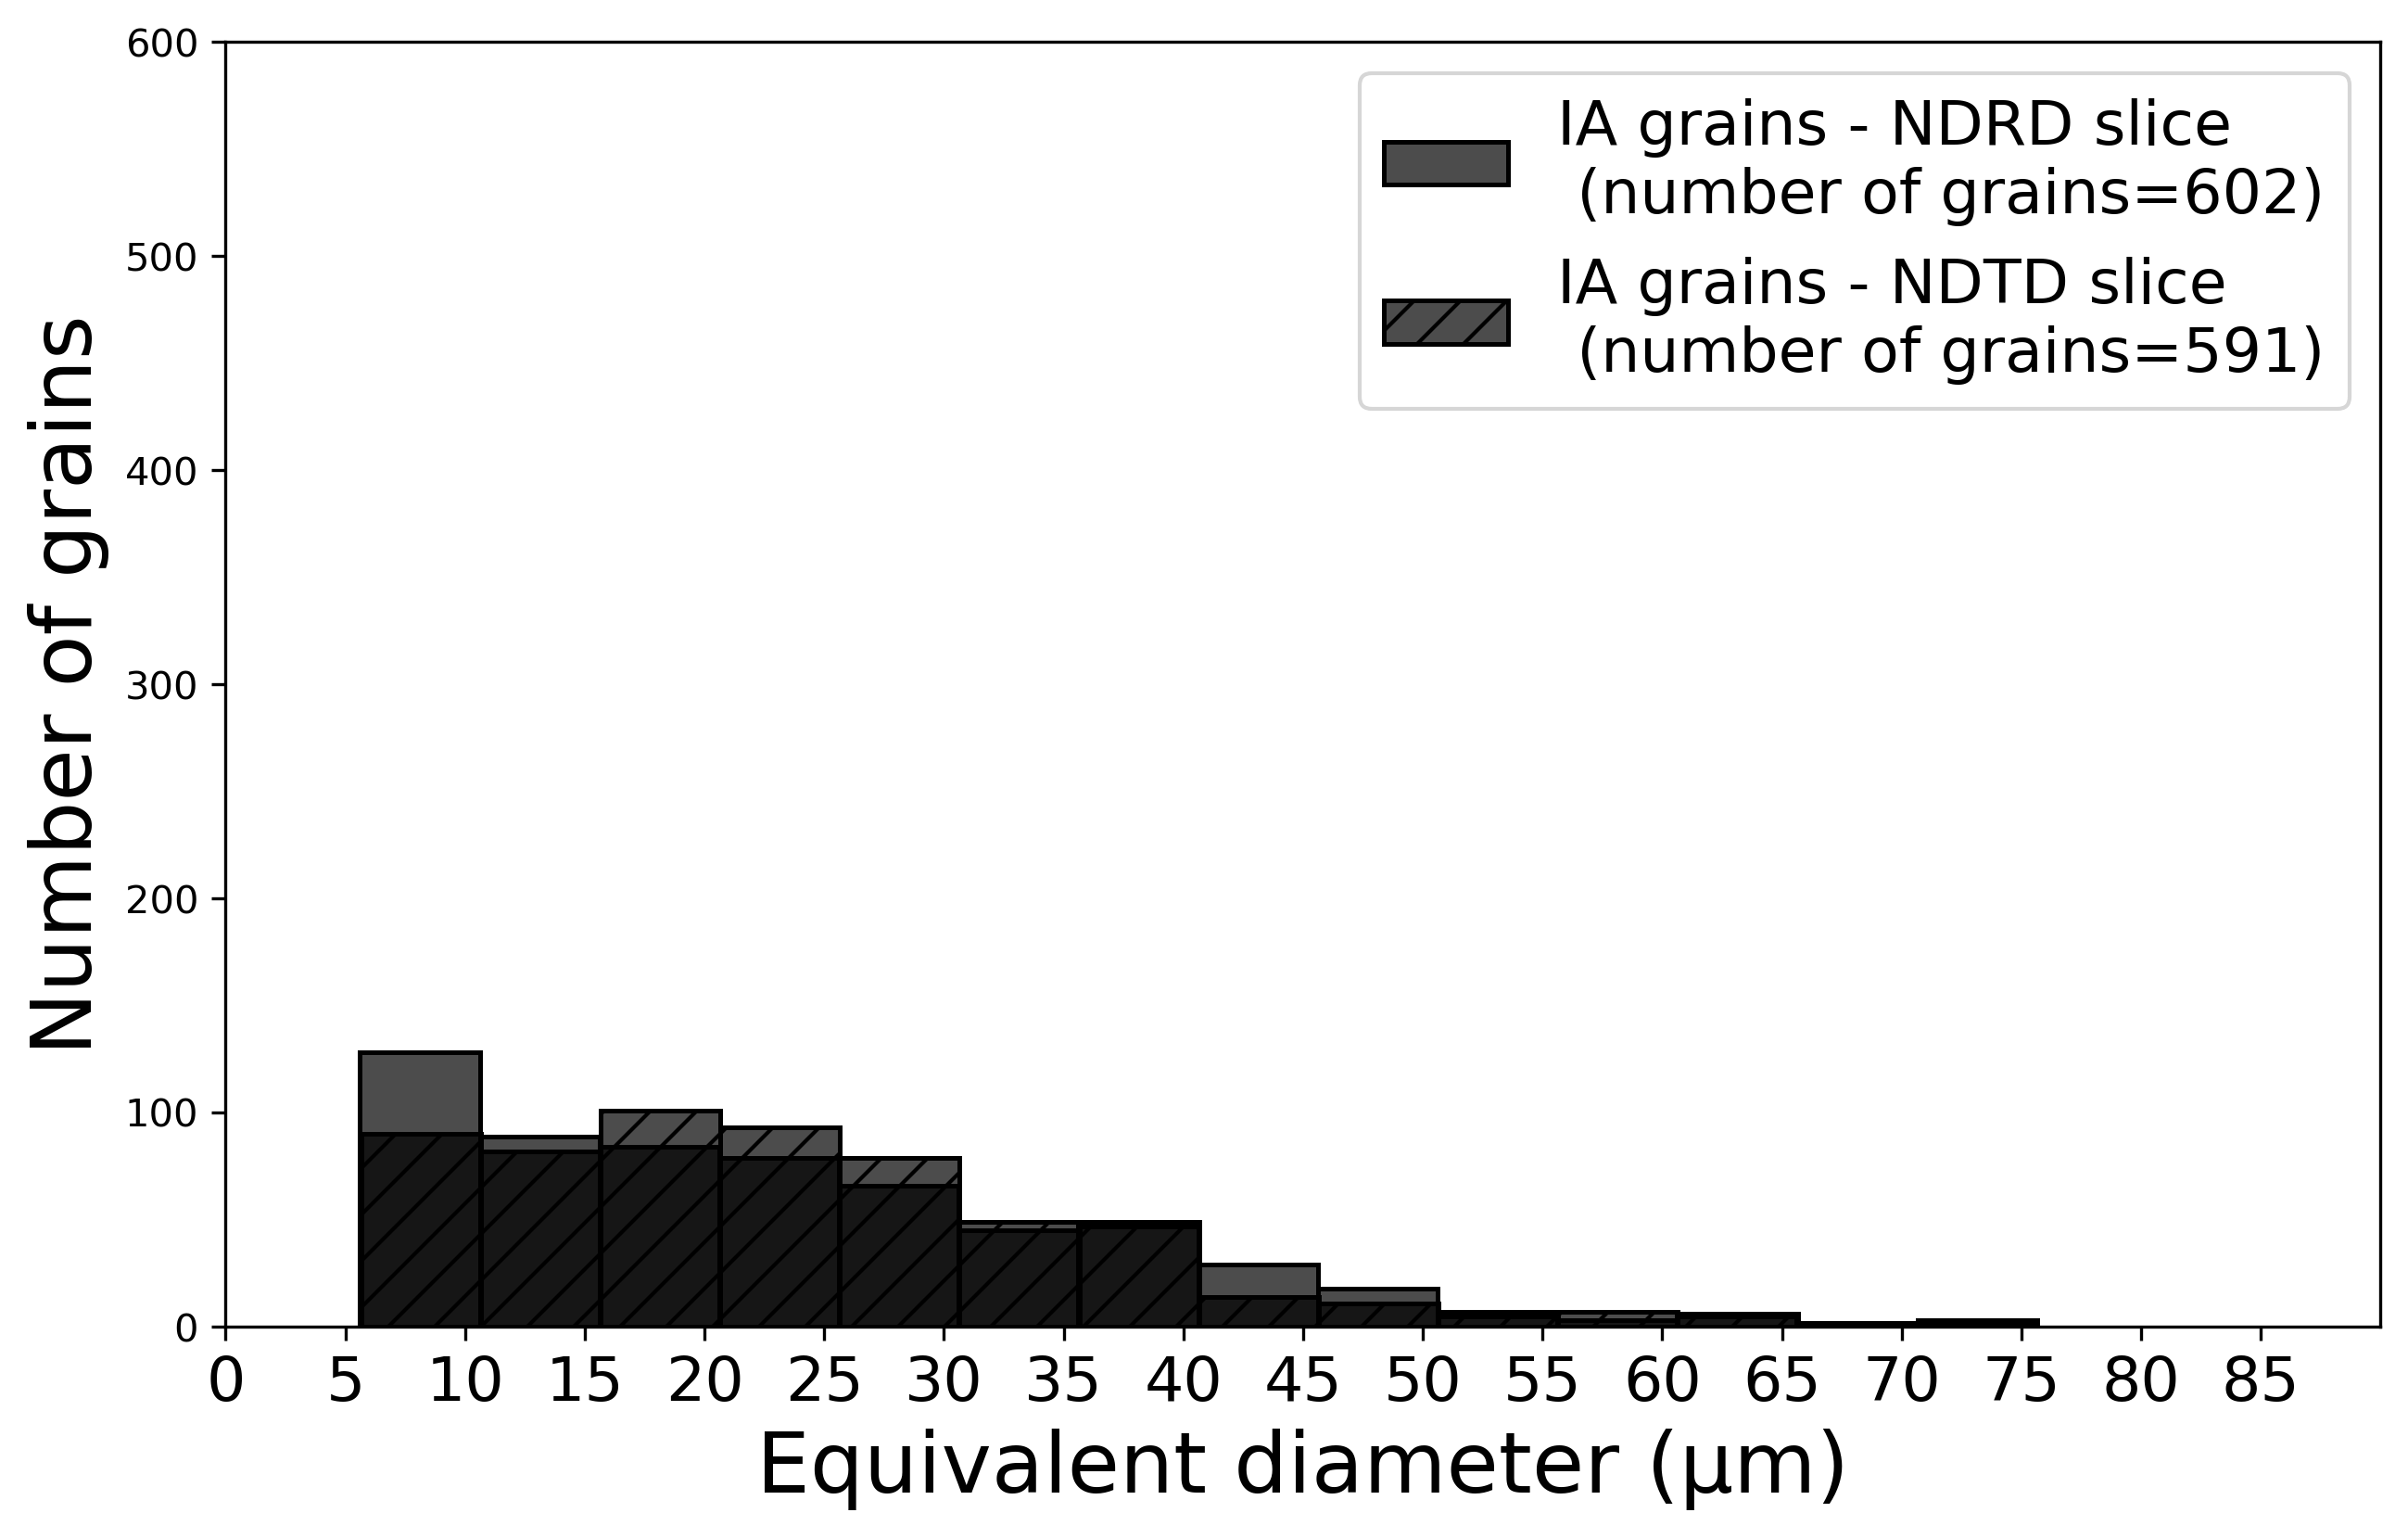 600
500
400
300
200
100
0
Number of grains
IA grains - NDRD slice
(number of grains=602)
IA grains - NDTD slice
(number of grains=591)
0 5 10 15 20 25 30 35 40 45 50 55 60 65 70 75 80 85
Equivalent diameter (µm)